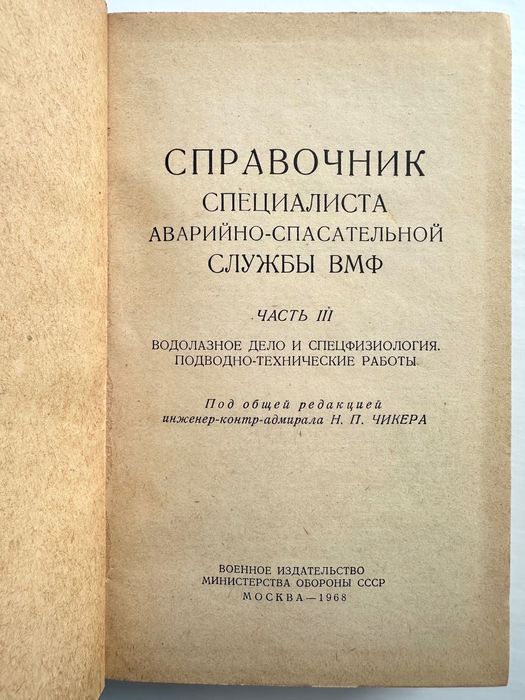 СПРАВОЧНИК
СПЕЦИАЛИСТА
АВАРИЙНО-СПАСАТЕЛЬНОЙ
СЛУЖБЫ ВМФ
ЧАСТЬ III
ВОДОЛАЗНОЕ ДЕЛО И СПЕЦФИЗИОЛОГИЯ.
ПОДВОДНО-ТЕХНИЧЕСКИЕ РАБОТЫ
Под общей редакцией
инженер-контр-адмирала Н. П. ЧИКЕРА
ВОЕННОЕ ИЗДАТЕЛЬСТВО
МИНИСТЕРСТВА ОБОРОНЫ СССР
МОСКВА—1968